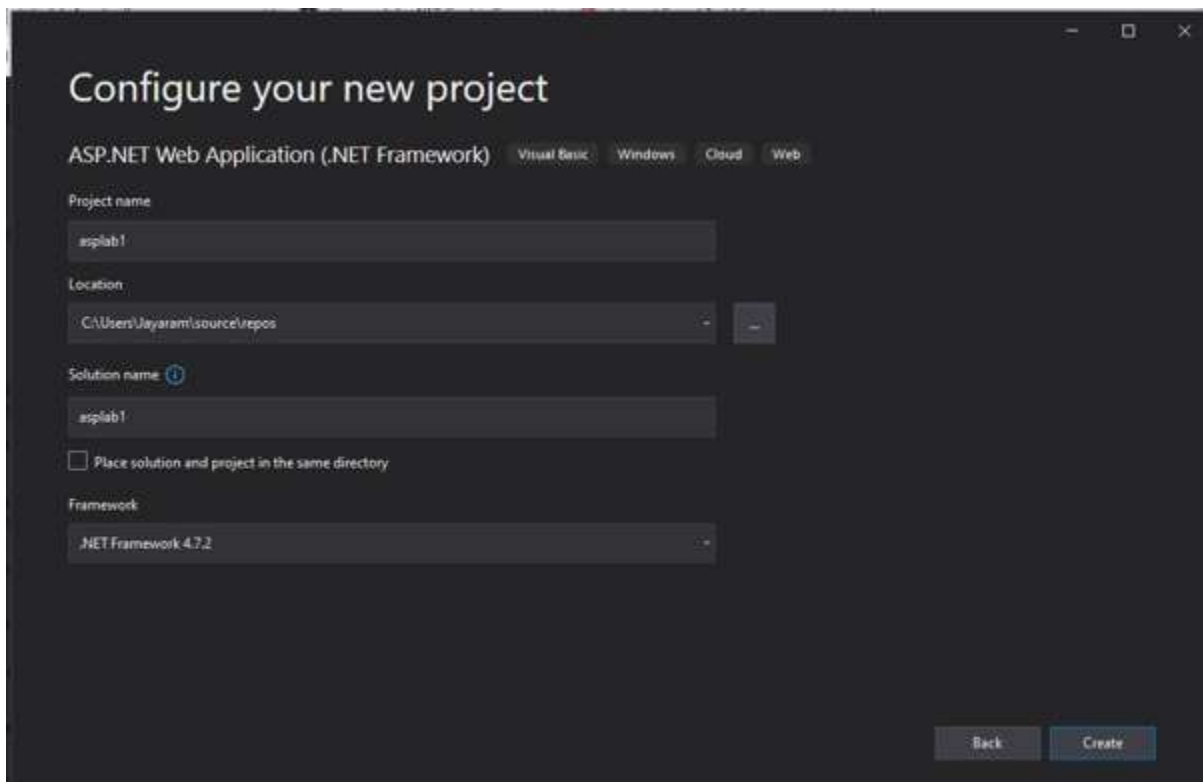 Configure your new project
ASP.NET Web Application (.NET Framework) Visual Basic Windows Cloud Web
Project name
asplab1
Location
C:\Users\Jayaram\source\repos
...
Solution name
asplab1
Place solution and project in the same directory
Framework
.NET Framework 4.7.2
Back Create